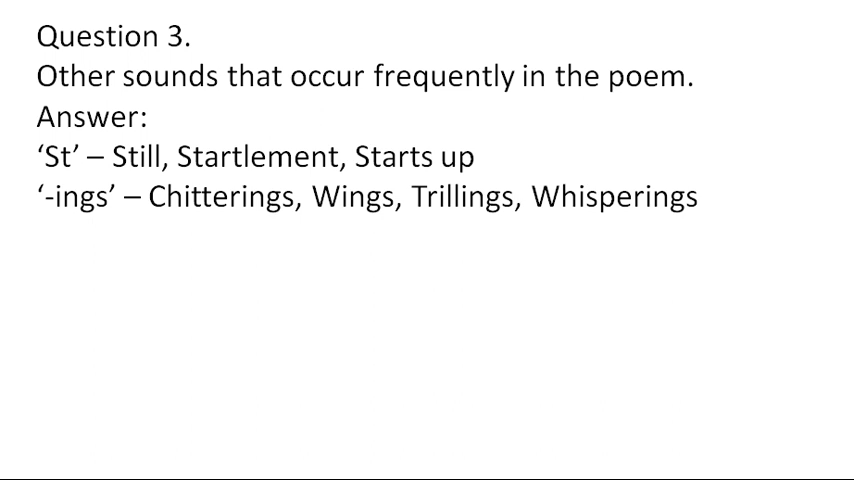 Question 3.
Other sounds that occur frequently in the poem.
Answer:
‘St’ – Still, Startlement, Starts up
‘-ings’ – Chitterings, Wings, Trillings, Whisperings